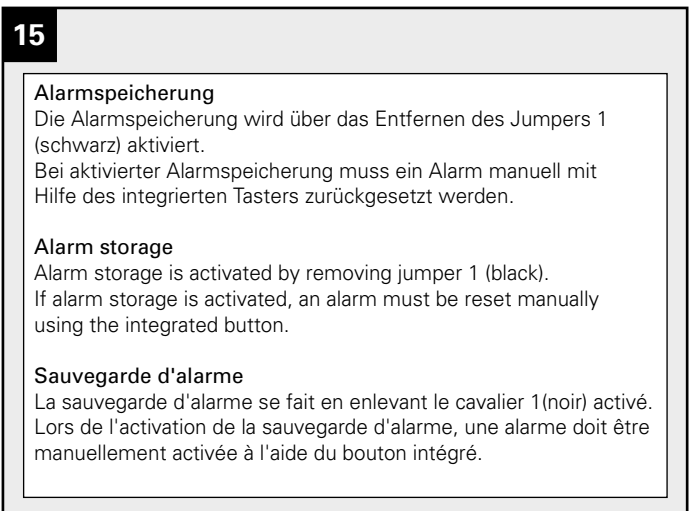 15
Alarmspeicherung
Die Alarmspeicherung wird über das Entfernen des Jumpers 1
(schwarz) aktiviert.
Bei aktivierter Alarmspeicherung muss ein Alarm manuell mit
Hilfe des integrierten Tasters zurückgesetzt werden.
Alarm storage
Alarm storage is activated by removing jumper 1 (black).
If alarm storage is activated, an alarm must be reset manually
using the integrated button.
Sauvegarde d'alarme
La sauvegarde d'alarme se fait en enlevant le cavalier 1(noir) activé.
Lors de l'activation de la sauvegarde d'alarme, une alarme doit être
manuellement activée à l'aide du bouton intégré.